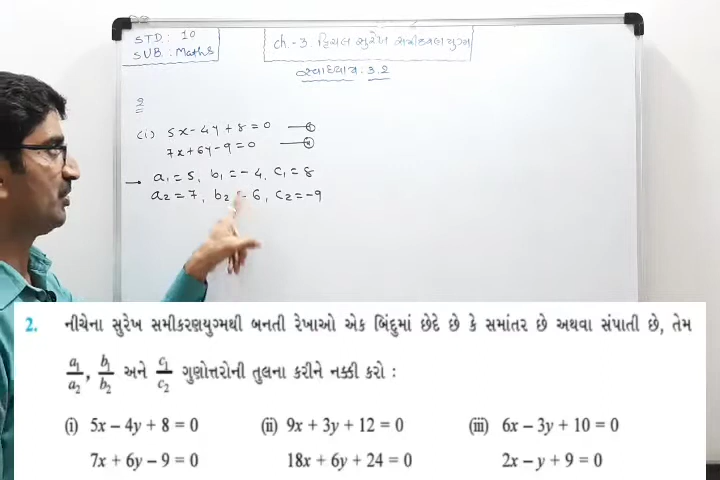 STD : 10
SUB : Maths
ch.-3 દ્વિચલ સુરેખ સમીકરણયુગ્મ
સ્વાધ્યાય : 3.2
2
(i) 5x-4y+8=0 —①
7x+6y-9=0 —②
→ a₁=5, b₁=-4, c₁=8
a₂=7, b₂ = 6, c₂=-9
2. નીચેના સુરેખ સમીકરણયુગ્મથી બનતી રેખાઓ એક બિંદુમાં છેદે છે કે સમાંતર છે અથવા સંપાતી છે, તેમ
a₁/a₂, b₁/b₂ અને c₁/c₂ ગુણોત્તરોની તુલના કરીને નક્કી કરો :
(i) 5x – 4y + 8 = 0 (ii) 9x + 3y + 12 = 0 (iii) 6x – 3y + 10 = 0
7x + 6y – 9 = 0 18x + 6y + 24 = 0 2x – y + 9 = 0